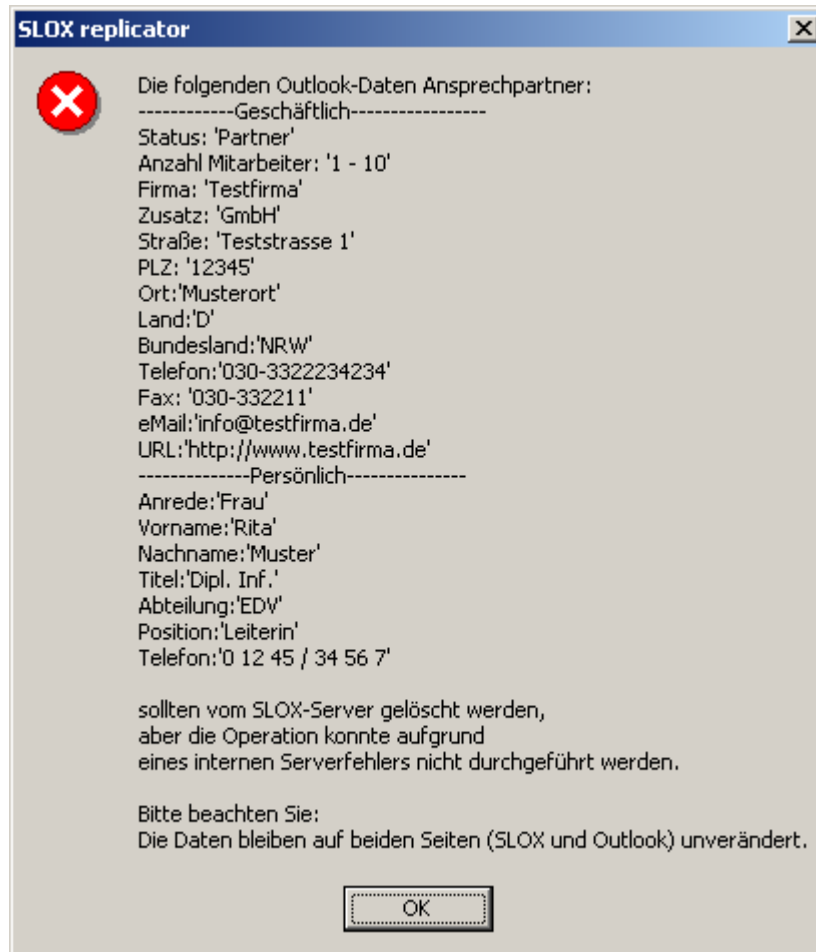 SLOX replicator
Die folgenden Outlook-Daten Ansprechpartner:
------------Geschäftlich-----------------
Status: 'Partner'
Anzahl Mitarbeiter: '1 - 10'
Firma: 'Testfirma'
Zusatz: 'GmbH'
Straße: 'Teststrasse 1'
PLZ: '12345'
Ort:'Musterort'
Land:'D'
Bundesland:'NRW'
Telefon:'030-3322234234'
Fax: '030-332211'
eMail:'info@testfirma.de'
URL:'http://www.testfirma.de'
--------------Persönlich---------------
Anrede:'Frau'
Vorname:'Rita'
Nachname:'Muster'
Titel:'Dipl. Inf.'
Abteilung:'EDV'
Position:'Leiterin'
Telefon:'0 12 45 / 34 56 7'
sollten vom SLOX-Server gelöscht werden,
aber die Operation konnte aufgrund
eines internen Serverfehlers nicht durchgeführt werden.
Bitte beachten Sie:
Die Daten bleiben auf beiden Seiten (SLOX und Outlook) unverändert.
OK